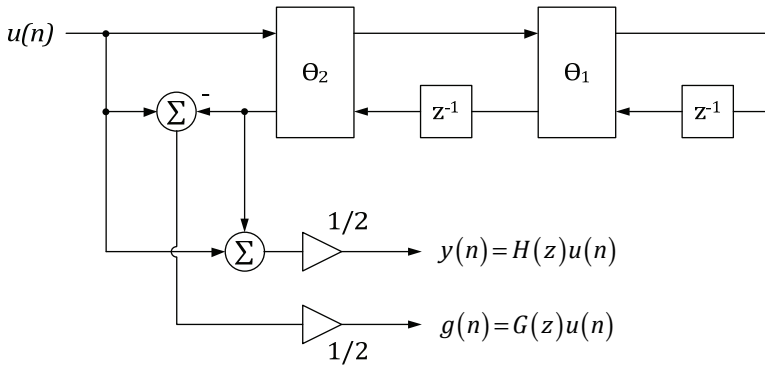 u(n)
ϴ₂
ϴ₁
-
Σ
z⁻¹
z⁻¹
1/2
Σ
y(n)=H(z)u(n)
g(n)=G(z)u(n)
1/2